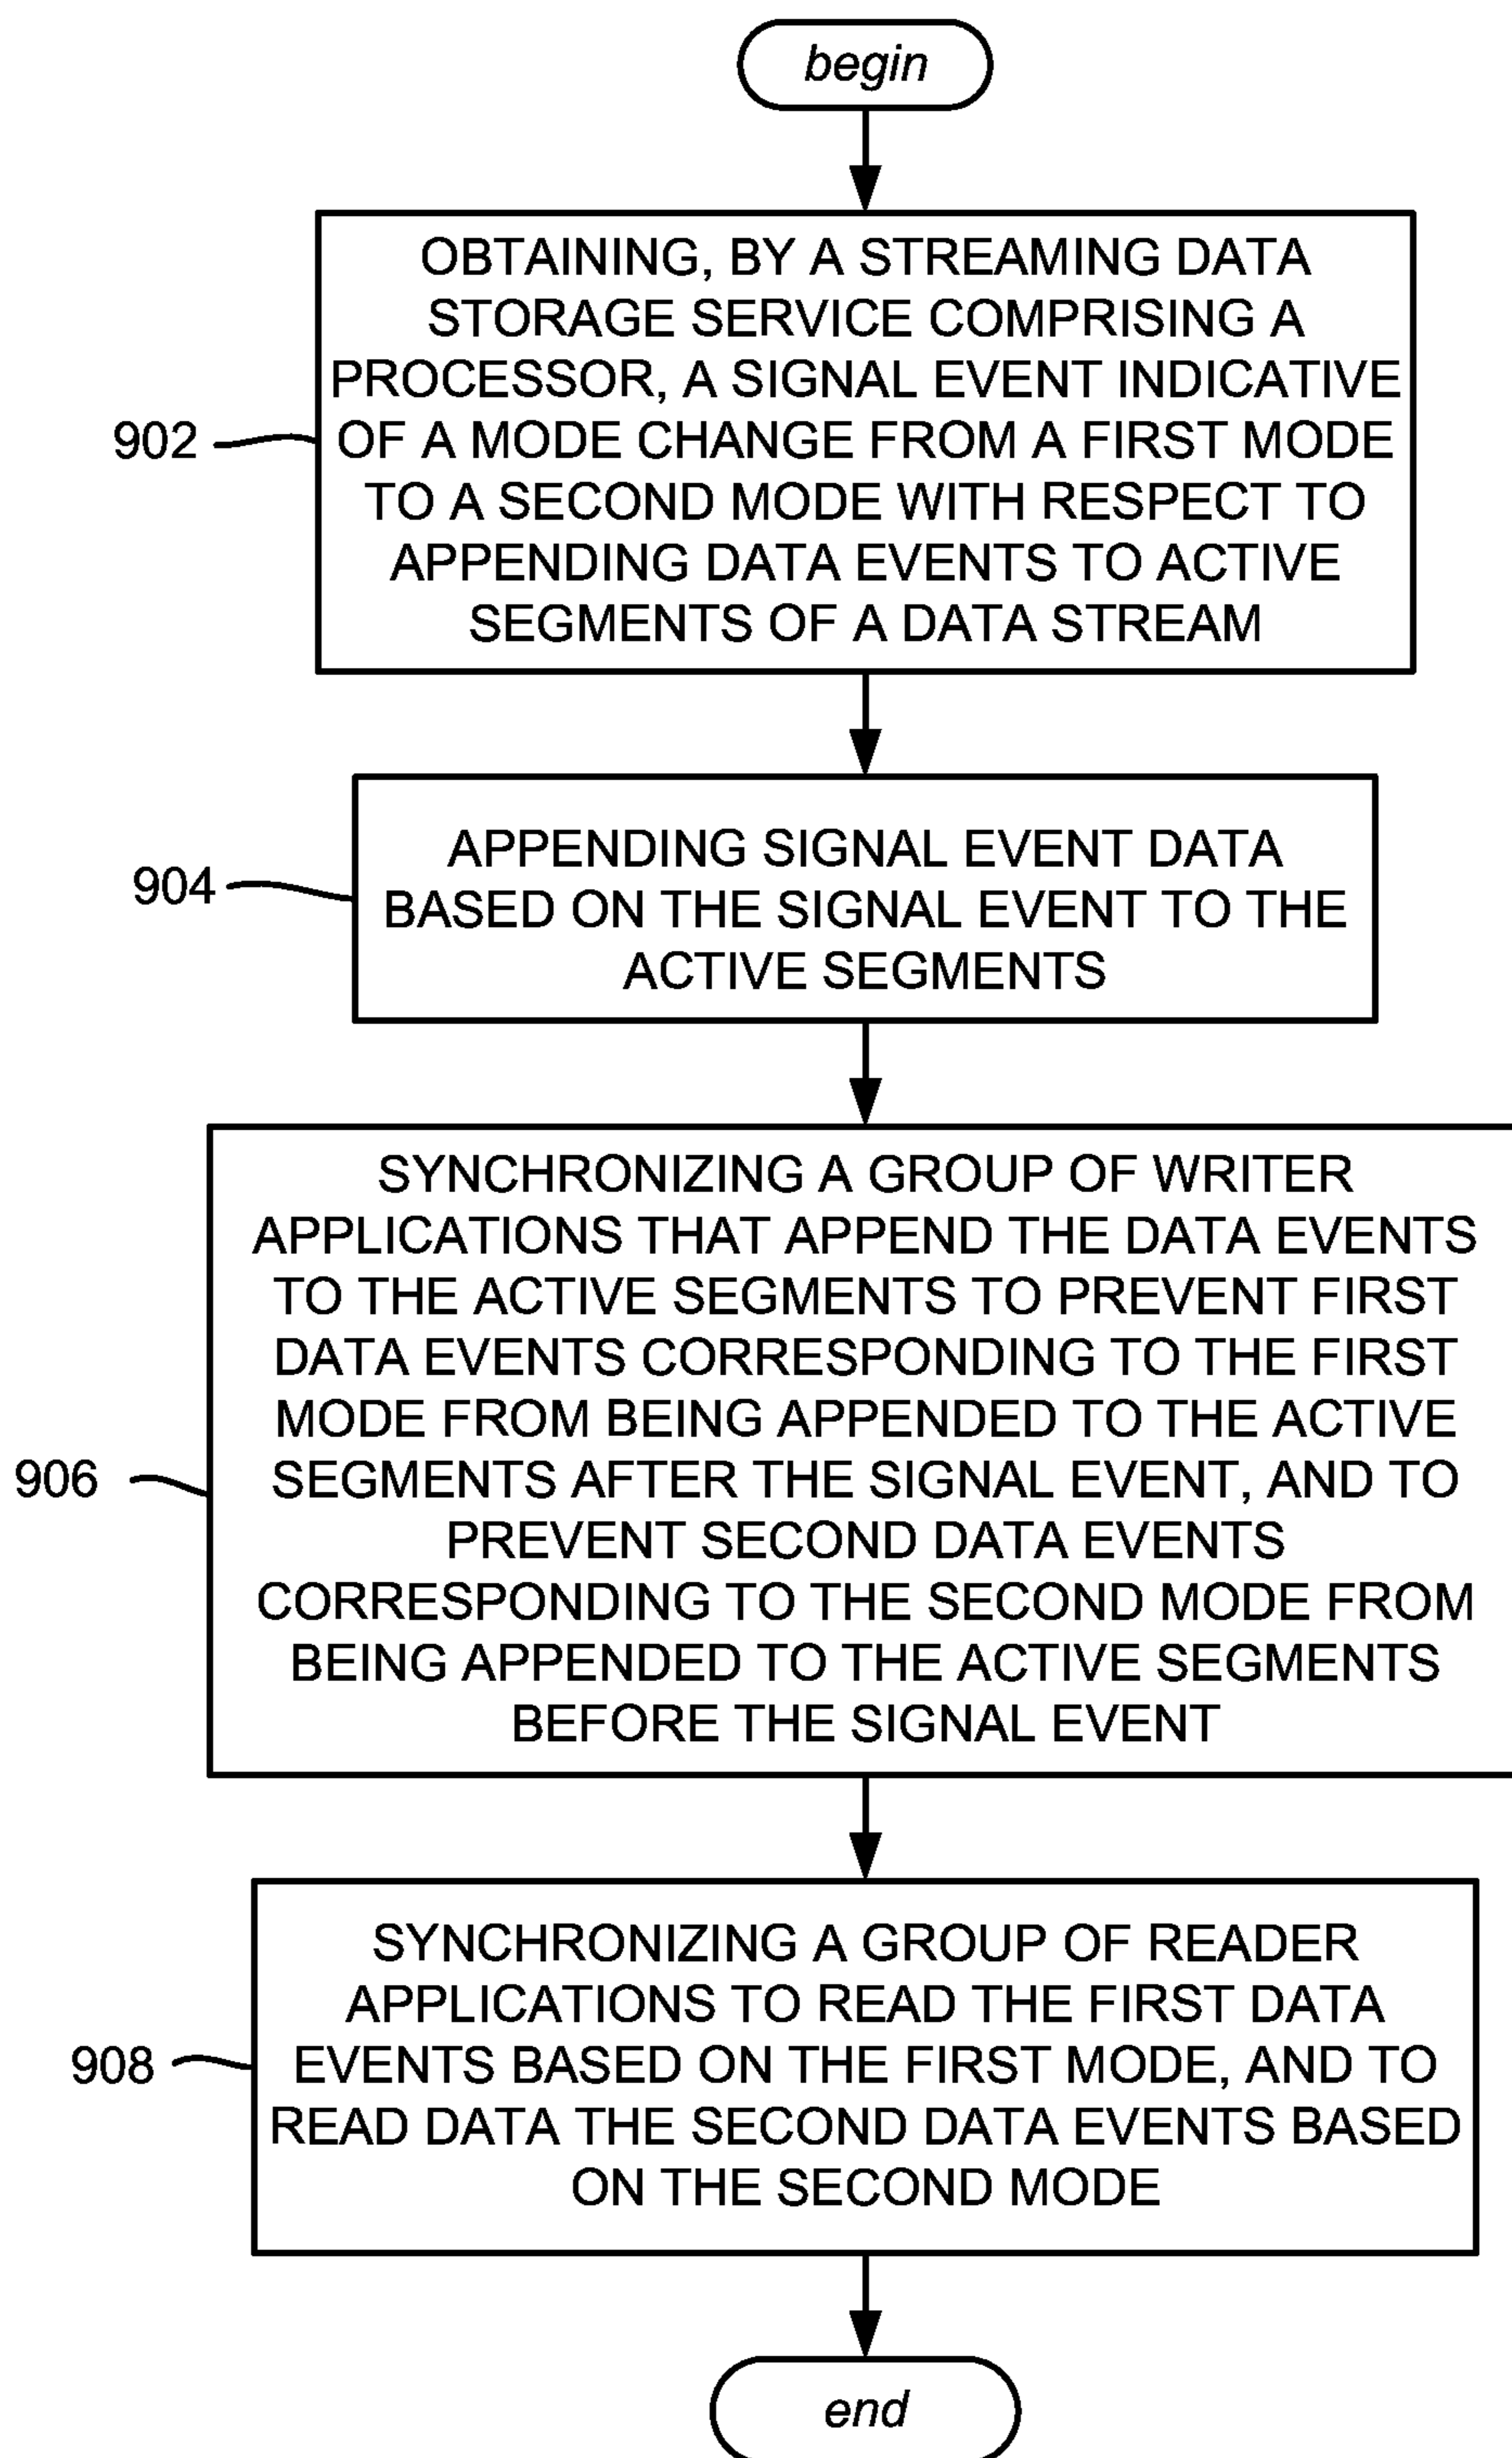 begin
OBTAINING, BY A STREAMING DATA
STORAGE SERVICE COMPRISING A
PROCESSOR, A SIGNAL EVENT INDICATIVE
OF A MODE CHANGE FROM A FIRST MODE
TO A SECOND MODE WITH RESPECT TO
APPENDING DATA EVENTS TO ACTIVE
SEGMENTS OF A DATA STREAM
902
APPENDING SIGNAL EVENT DATA
BASED ON THE SIGNAL EVENT TO THE
ACTIVE SEGMENTS
904
SYNCHRONIZING A GROUP OF WRITER
APPLICATIONS THAT APPEND THE DATA EVENTS
TO THE ACTIVE SEGMENTS TO PREVENT FIRST
DATA EVENTS CORRESPONDING TO THE FIRST
MODE FROM BEING APPENDED TO THE ACTIVE
SEGMENTS AFTER THE SIGNAL EVENT, AND TO
PREVENT SECOND DATA EVENTS
CORRESPONDING TO THE SECOND MODE FROM
BEING APPENDED TO THE ACTIVE SEGMENTS
BEFORE THE SIGNAL EVENT
906
SYNCHRONIZING A GROUP OF READER
APPLICATIONS TO READ THE FIRST DATA
EVENTS BASED ON THE FIRST MODE, AND TO
READ DATA THE SECOND DATA EVENTS BASED
ON THE SECOND MODE
908
end